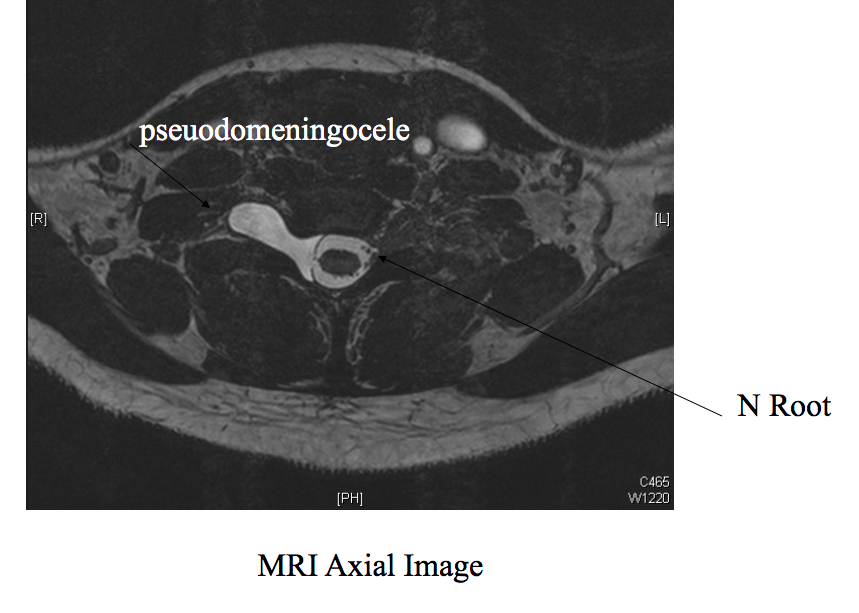 pseuodomeningocele
[R]
[L]
N Root
C465
W1220
[PH]
MRI Axial Image